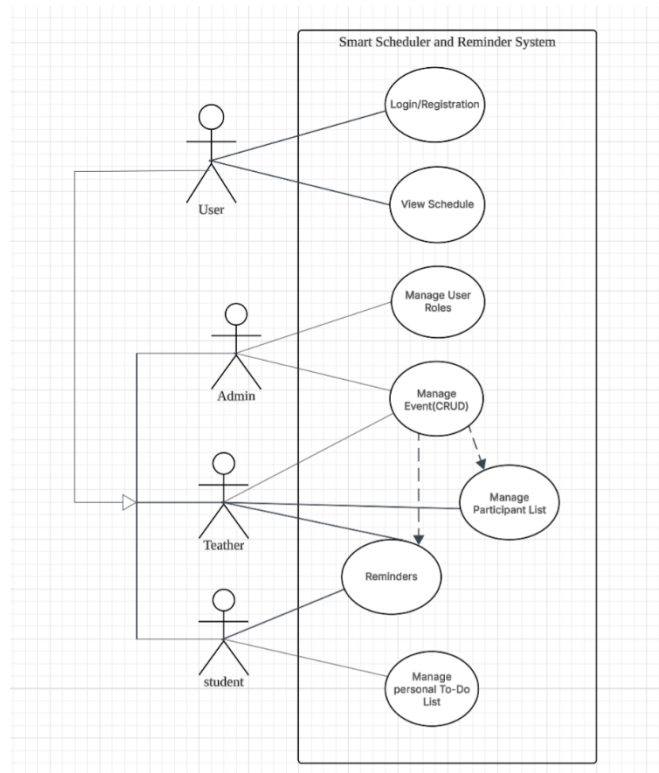 Smart Scheduler and Reminder System
Login/Registration
User
View Schedule
Manage User
Roles
Admin
Manage
Event(CRUD)
Teather
Manage
Participant List
Reminders
student
Manage
personal To-Do
List